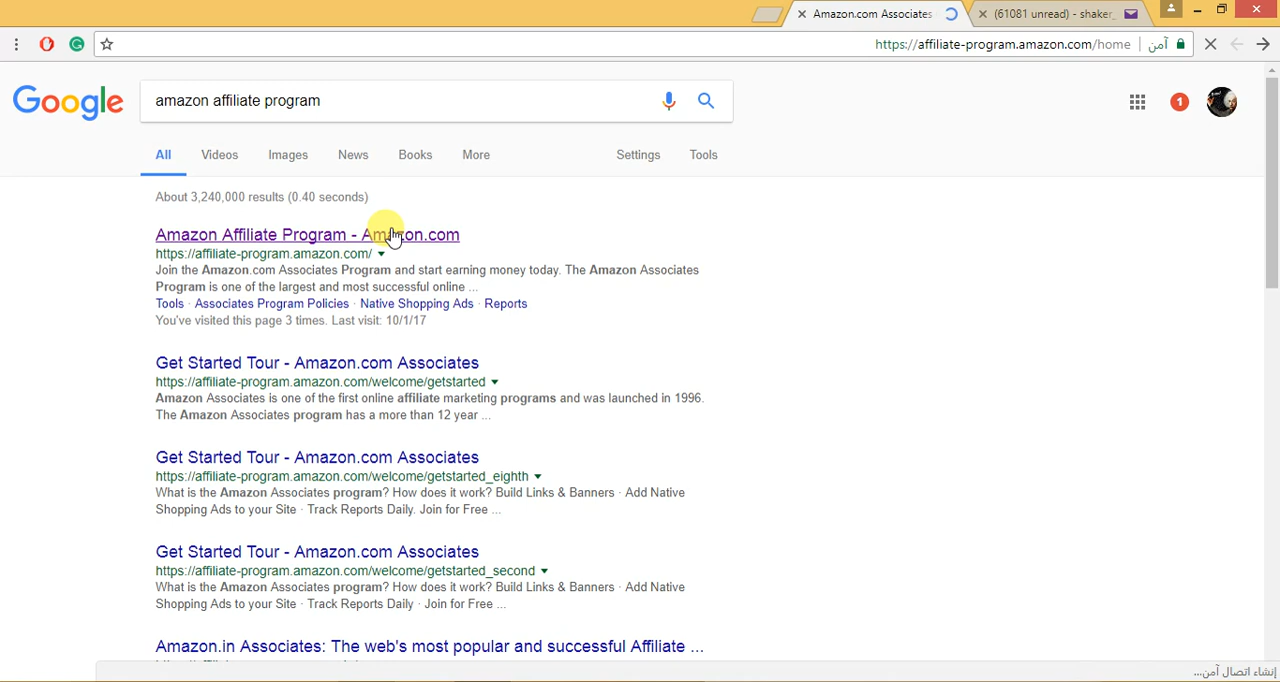 Amazon.com Associates
(61081 unread) - shaker_
https://affiliate-program.amazon.com/home
آمن
Google
amazon affiliate program
1
All Videos Images News Books More Settings Tools
About 3,240,000 results (0.40 seconds)
Amazon Affiliate Program - Amazon.com
https://affiliate-program.amazon.com/
Join the Amazon.com Associates Program and start earning money today. The Amazon Associates
Program is one of the largest and most successful online ...
Tools · Associates Program Policies · Native Shopping Ads · Reports
You've visited this page 3 times. Last visit: 10/1/17
Get Started Tour - Amazon.com Associates
https://affiliate-program.amazon.com/welcome/getstarted
Amazon Associates is one of the first online affiliate marketing programs and was launched in 1996.
The Amazon Associates program has a more than 12 year ...
Get Started Tour - Amazon.com Associates
https://affiliate-program.amazon.com/welcome/getstarted_eighth
What is the Amazon Associates program? How does it work? Build Links & Banners · Add Native
Shopping Ads to your Site · Track Reports Daily. Join for Free ...
Get Started Tour - Amazon.com Associates
https://affiliate-program.amazon.com/welcome/getstarted_second
What is the Amazon Associates program? How does it work? Build Links & Banners · Add Native
Shopping Ads to your Site · Track Reports Daily · Join for Free ...
Amazon.in Associates: The web's most popular and successful Affiliate ...
إنشاء اتصال آمن...